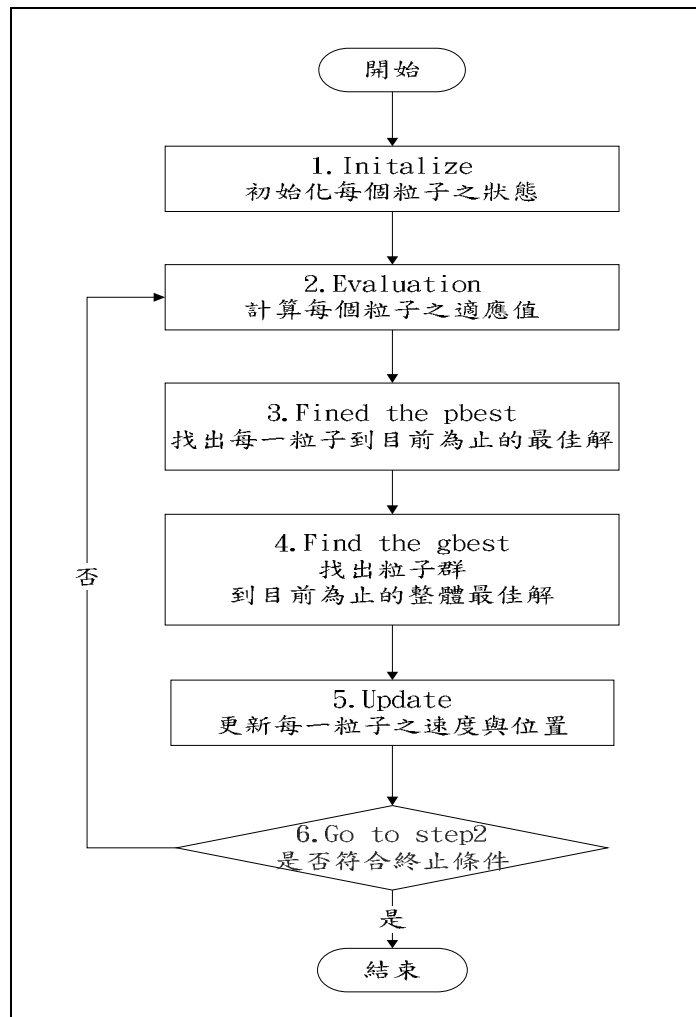 開始
1.Initalize
初始化每個粒子之狀態
2.Evaluation
計算每個粒子之適應值
3.Fined the pbest
找出每一粒子到目前為止的最佳解
4.Find the gbest
找出粒子群
到目前為止的整體最佳解
否
5.Update
更新每一粒子之速度與位置
6.Go to step2
是否符合終止條件
是
結束